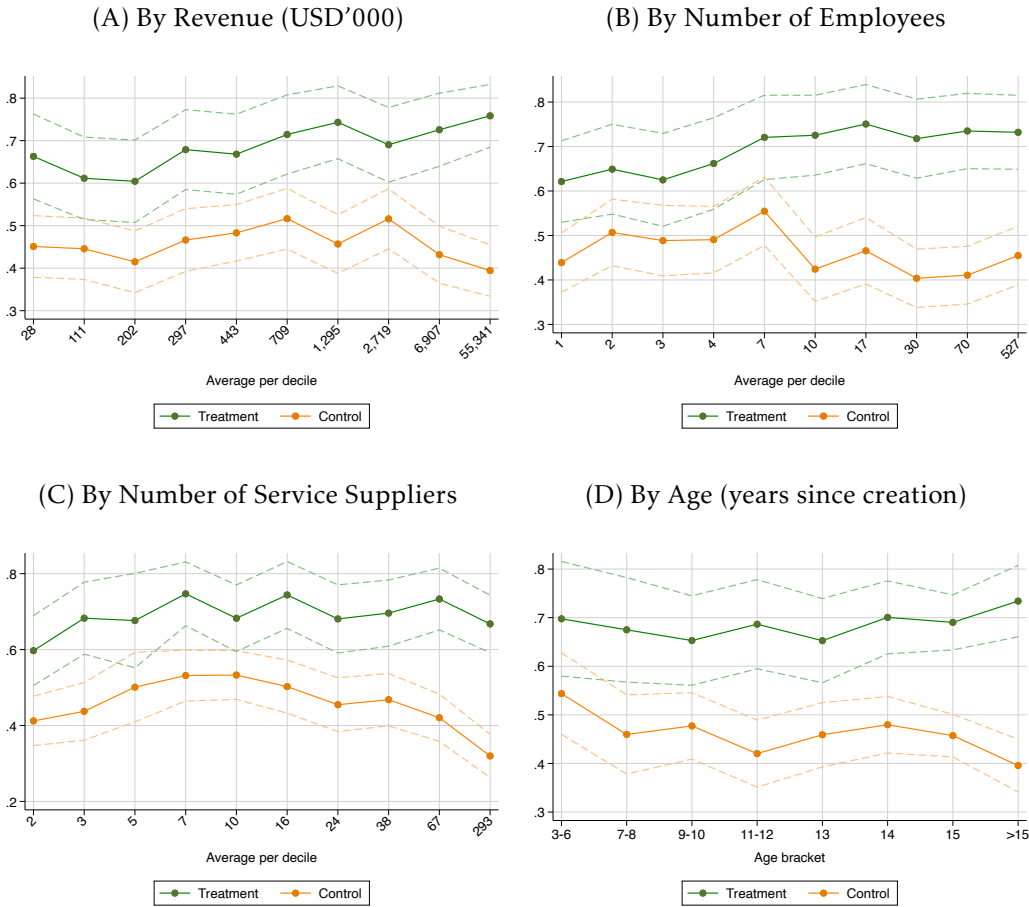 (A) By Revenue (USD’000)
.8
.7
.6
.5
.4
.3
28 111 202 297 443 709 1,295 2,719 6,907 55,341
Average per decile
Treatment Control
(B) By Number of Employees
.8
.7
.6
.5
.4
.3
1 2 3 4 7 10 17 30 70 527
Average per decile
Treatment Control
(C) By Number of Service Suppliers
.8
.6
.4
.2
2 3 5 7 10 16 24 38 67 293
Average per decile
Treatment Control
(D) By Age (years since creation)
.8
.7
.6
.5
.4
.3
3-6 7-8 9-10 11-12 13 14 15 >15
Age bracket
Treatment Control